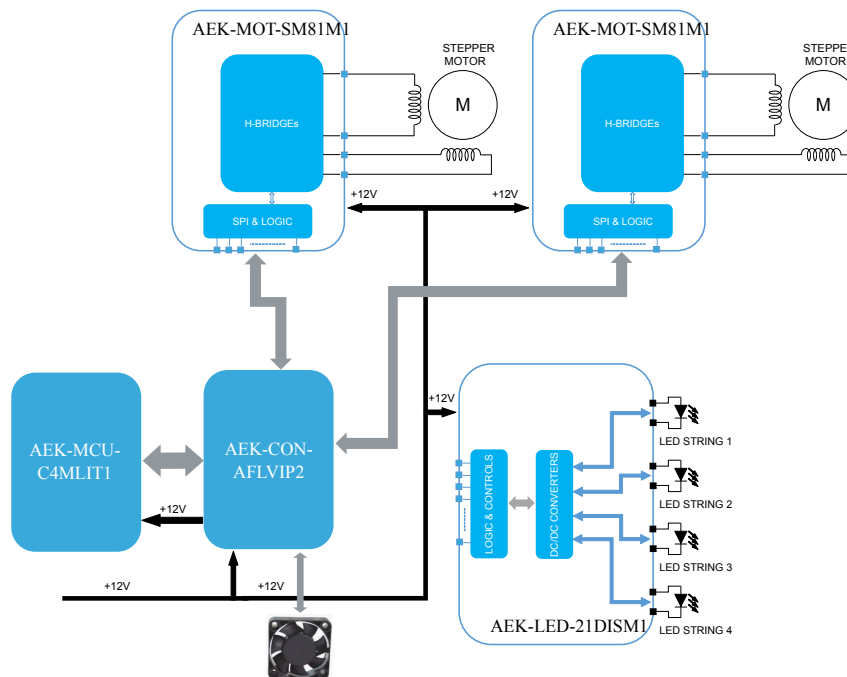 AEK-MOT-SM81M1
AEK-MOT-SM81M1
STEPPER
MOTOR
M
H-BRIDGEs
STEPPER
MOTOR
M
H-BRIDGEs
+12V
+12V
SPI & LOGIC
SPI & LOGIC
AEK-MCU-
C4MLIT1
AEK-CON-
AFLVIP2
+12V
+12V
+12V
+12V
LOGIC & CONTROLS
DC/DC CONVERTERS
LED STRING 1
LED STRING 2
LED STRING 3
LED STRING 4
AEK-LED-21DISM1